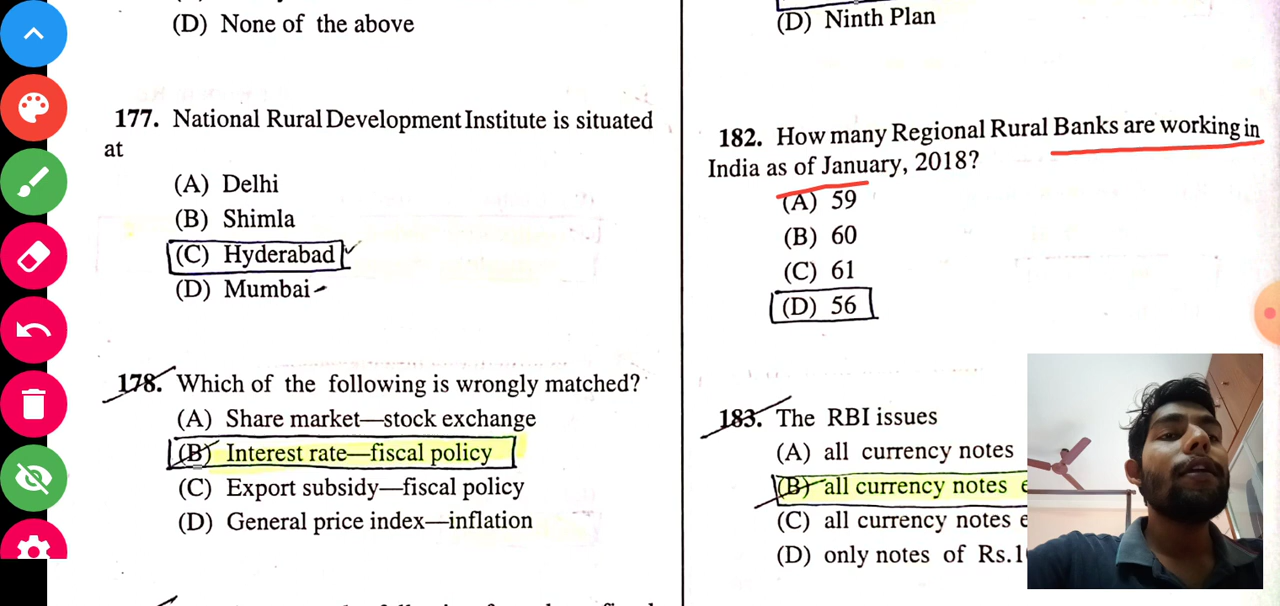 (D) None of the above
177. National Rural Development Institute is situated
at
(A) Delhi
(B) Shimla
(C) Hyderabad
(D) Mumbai
178. Which of the following is wrongly matched?
(A) Share market—stock exchange
(B) Interest rate—fiscal policy
(C) Export subsidy—fiscal policy
(D) General price index—inflation
(D) Ninth Plan
182. How many Regional Rural Banks are working in
India as of January, 2018?
(A) 59
(B) 60
(C) 61
(D) 56
183. The RBI issues
(A) all currency notes
(B) all currency notes
(C) all currency notes
(D) only notes of Rs.1